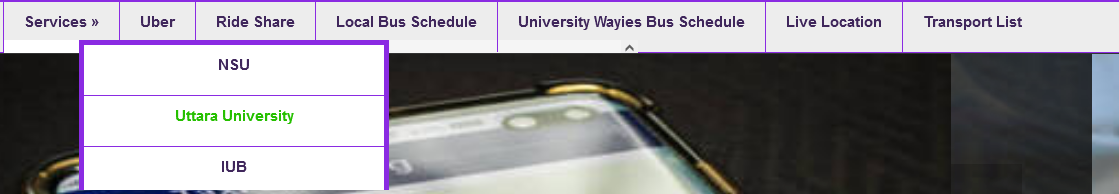 Services »
Uber
Ride Share
Local Bus Schedule
University Wayies Bus Schedule
Live Location
Transport List
NSU
Uttara University
IUB